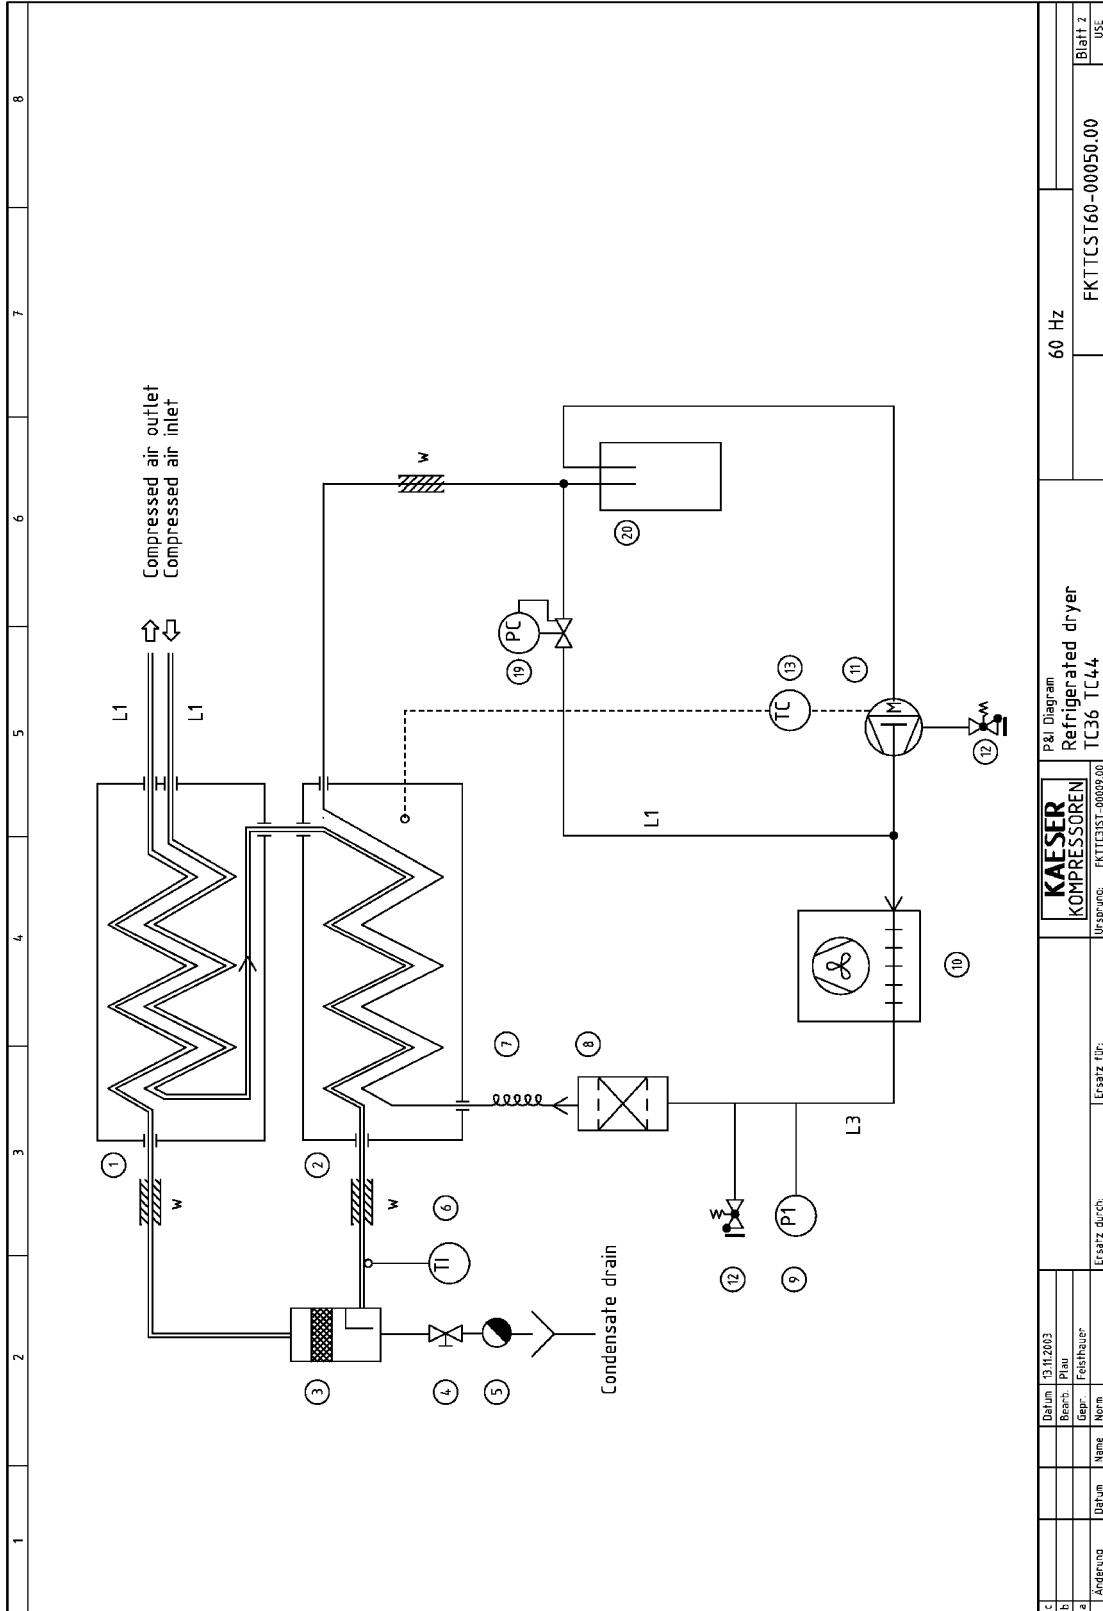 1
2
3
4
5
6
7
8
Compressed air outlet
Compressed air inlet
L1
L1
1
2
3
4
5
6
7
8
9
10
11
12
12
13
19
20
W
W
W
TI
PC
TC
M
P1
L1
L3
Condensate drain
c
b
a
Änderung
Datum
Name
Datum 13.11.2003
Bearb. Plau
Gepr. Felsthauer
Norm
Ersatz durch:
Ersatz für:
KAESER
KOMPRESSOREN
Ursprung: FKTTC31ST-00009.00
P&I Diagram
Refrigerated dryer
TC36 TC44
60 Hz
FKTTCST60-00050.00
Blatt 2
USE